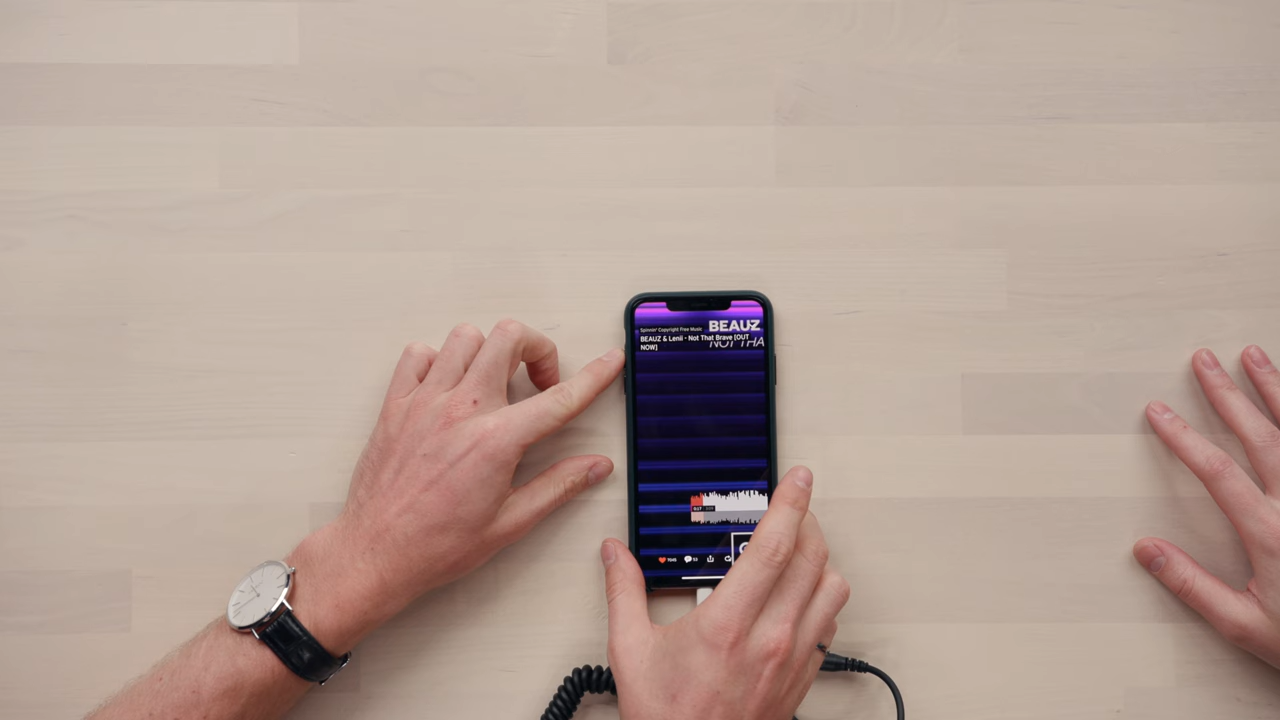 Spinnin' Copyright Free Music
BEAUZ
BEAUZ & Lenii - Not That Brave [OUT
NOW]
NOT THA